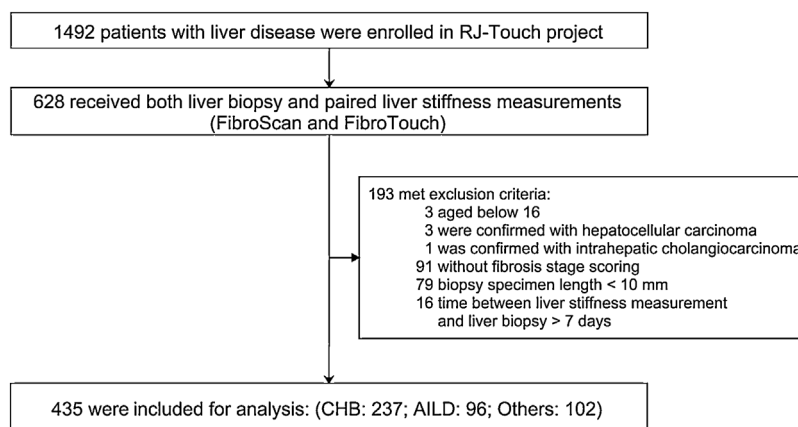 1492 patients with liver disease were enrolled in RJ-Touch project
628 received both liver biopsy and paired liver stiffness measurements
(FibroScan and FibroTouch)
193 met exclusion criteria:
3 aged below 16
3 were confirmed with hepatocellular carcinoma
1 was confirmed with intrahepatic cholangiocarcinoma
91 without fibrosis stage scoring
79 biopsy specimen length < 10 mm
16 time between liver stiffness measurement
and liver biopsy > 7 days
435 were included for analysis: (CHB: 237; AILD: 96; Others: 102)